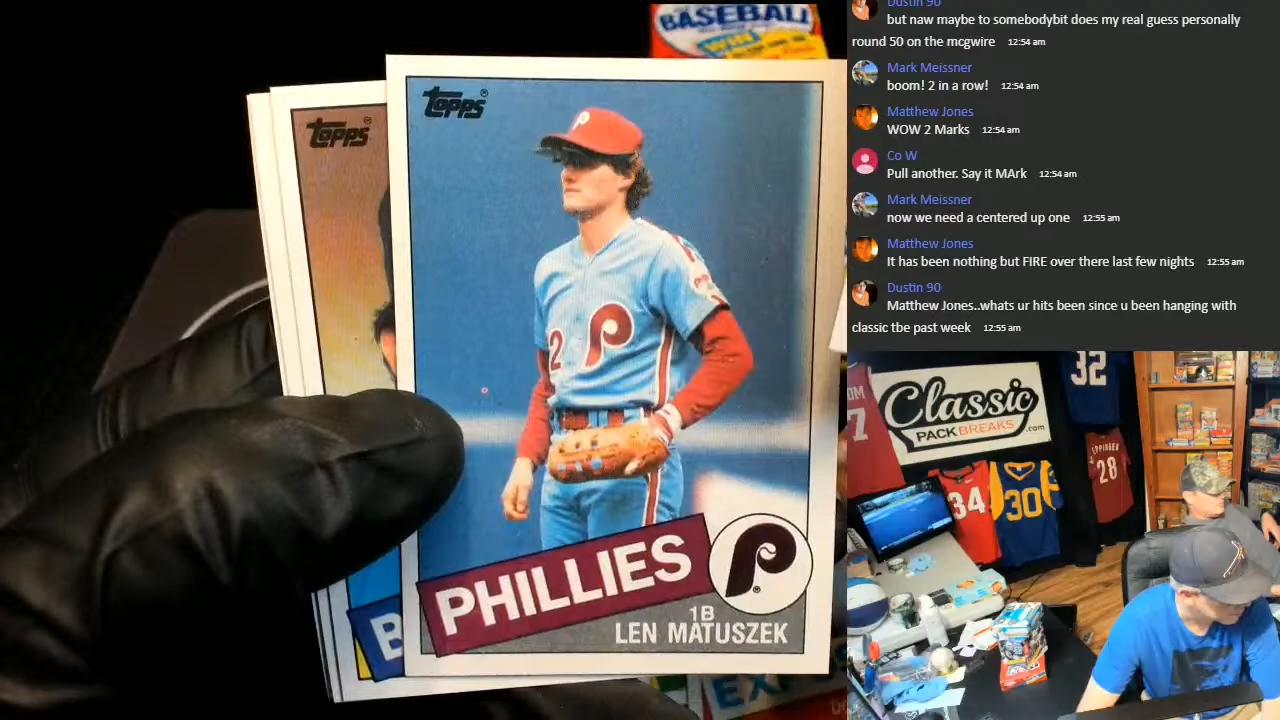 BASEBALL
Topps
Topps
2 P
PHILLIES
P
1B
LEN MATUSZEK
B
Dustin 90
but naw maybe to somebodybit does my real guess personally
round 50 on the mcgwire 12:54 am
Mark Meissner
boom! 2 in a row! 12:54 am
Matthew Jones
WOW 2 Marks 12:54 am
Co W
Pull another. Say it MArk 12:54 am
Mark Meissner
now we need a centered up one 12:55 am
Matthew Jones
It has been nothing but FIRE over there last few nights 12:55 am
Dustin 90
Matthew Jones..whats ur hits been since u been hanging with
classic tbe past week 12:55 am
Classic
PACK BREAKS .com
32
7
34
30
EPPINGER
28